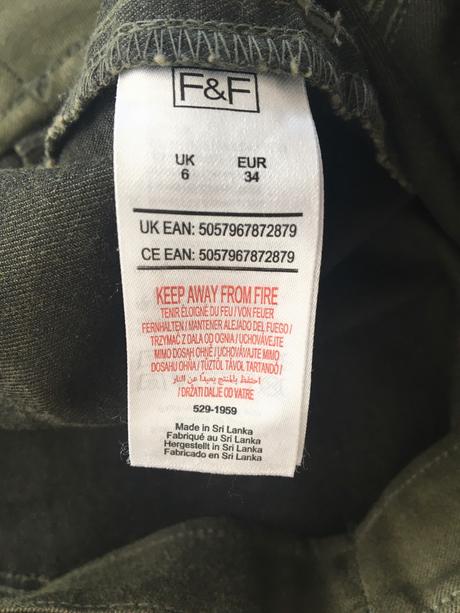 F&F
UK EUR
6 34
UK EAN: 5057967872879
CE EAN: 5057967872879
KEEP AWAY FROM FIRE
TENIR ÉLOIGNÉ DU FEU / VON FEUER
FERNHALTEN / MANTENER ALEJADO DEL FUEGO /
TRZYMAĆ Z DALA OD OGNIA / UCHOVÁVEJTE
MIMO DOSAH OHNĚ / UCHOVÁVAJTE MIMO
DOSAHU OHŇA / TŰZTŐL TÁVOL TARTANDÓ /
احتفظ بالمنتج بعيداً عن النار
/ DRŽATI DALJE OD VATRE
529-1959
Made in Sri Lanka
Fabriqué au Sri Lanka
Hergestellt in Sri Lanka
Fabricado en Sri Lanka